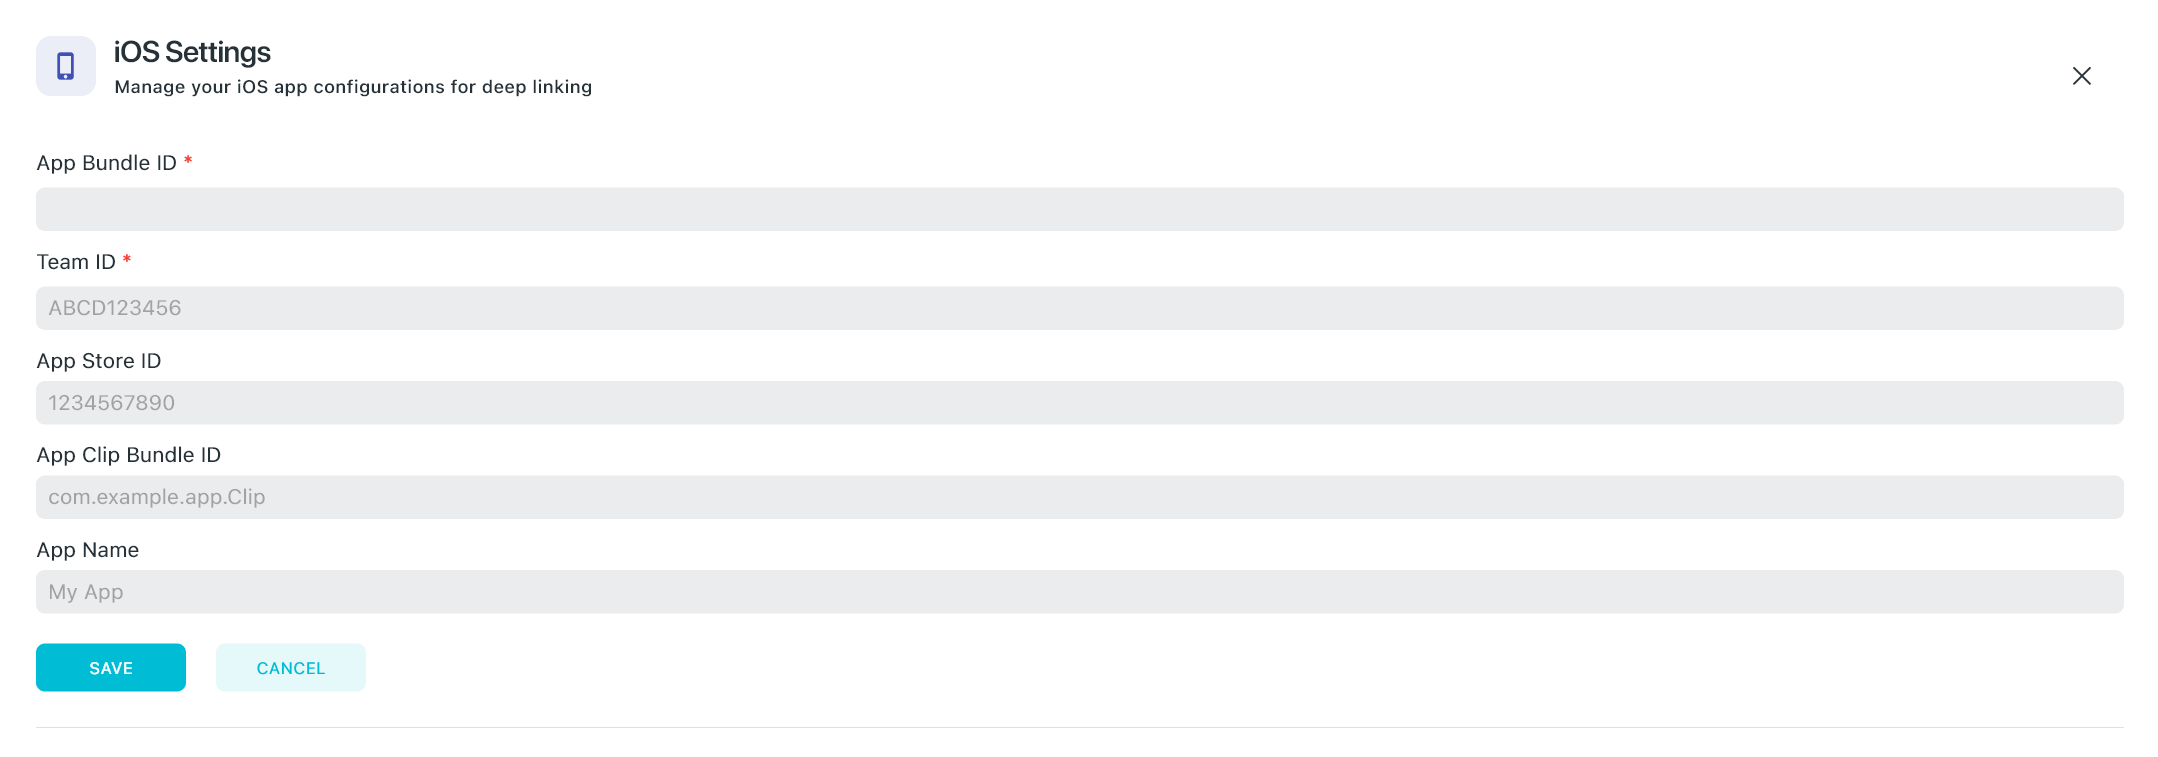 iOS Settings
Manage your iOS app configurations for deep linking
App Bundle ID *
Team ID *
ABCD123456
App Store ID
1234567890
App Clip Bundle ID
com.example.app.Clip
App Name
My App
SAVE
CANCEL